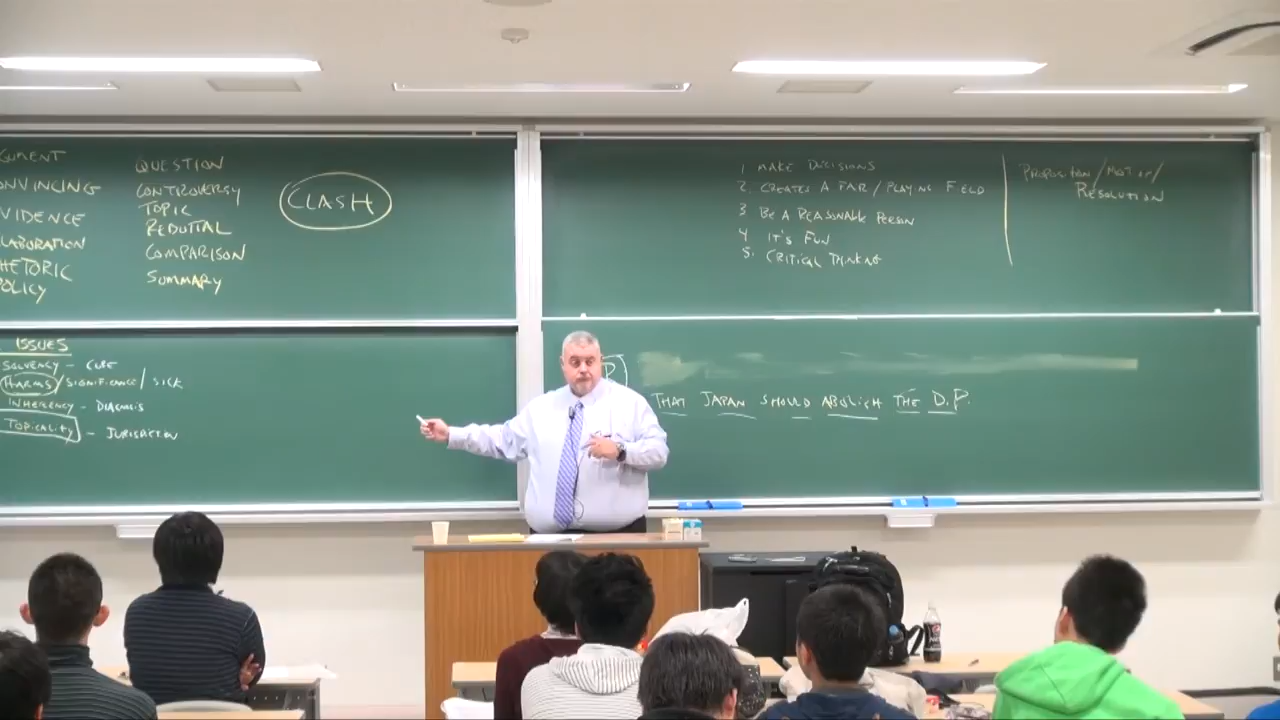 GUMENT
ONVINCING
VIDENCE
LABORATION
HETORIC
OLICY
QUESTION
CONTROVERSY
TOPIC
REBUTTAL
COMPARISON
SUMMARY
CLASH
1 MAKE DECISIONS
2. CREATES A FAR / PLAYING FIELD
3 BE A REASONABLE PERSON
4 IT'S FUN
5. CRITICAL THINKING
PROPOSITION / MOTION /
RESOLUTION
ISSUES
SOLVENCY - CURE
HARMS / SIGNIFICANCE / SICK
INHERENCY - DIAGNOSIS
TOPICALITY - JURISDICTION
THAT JAPAN SHOULD ABOLISH THE D.P.